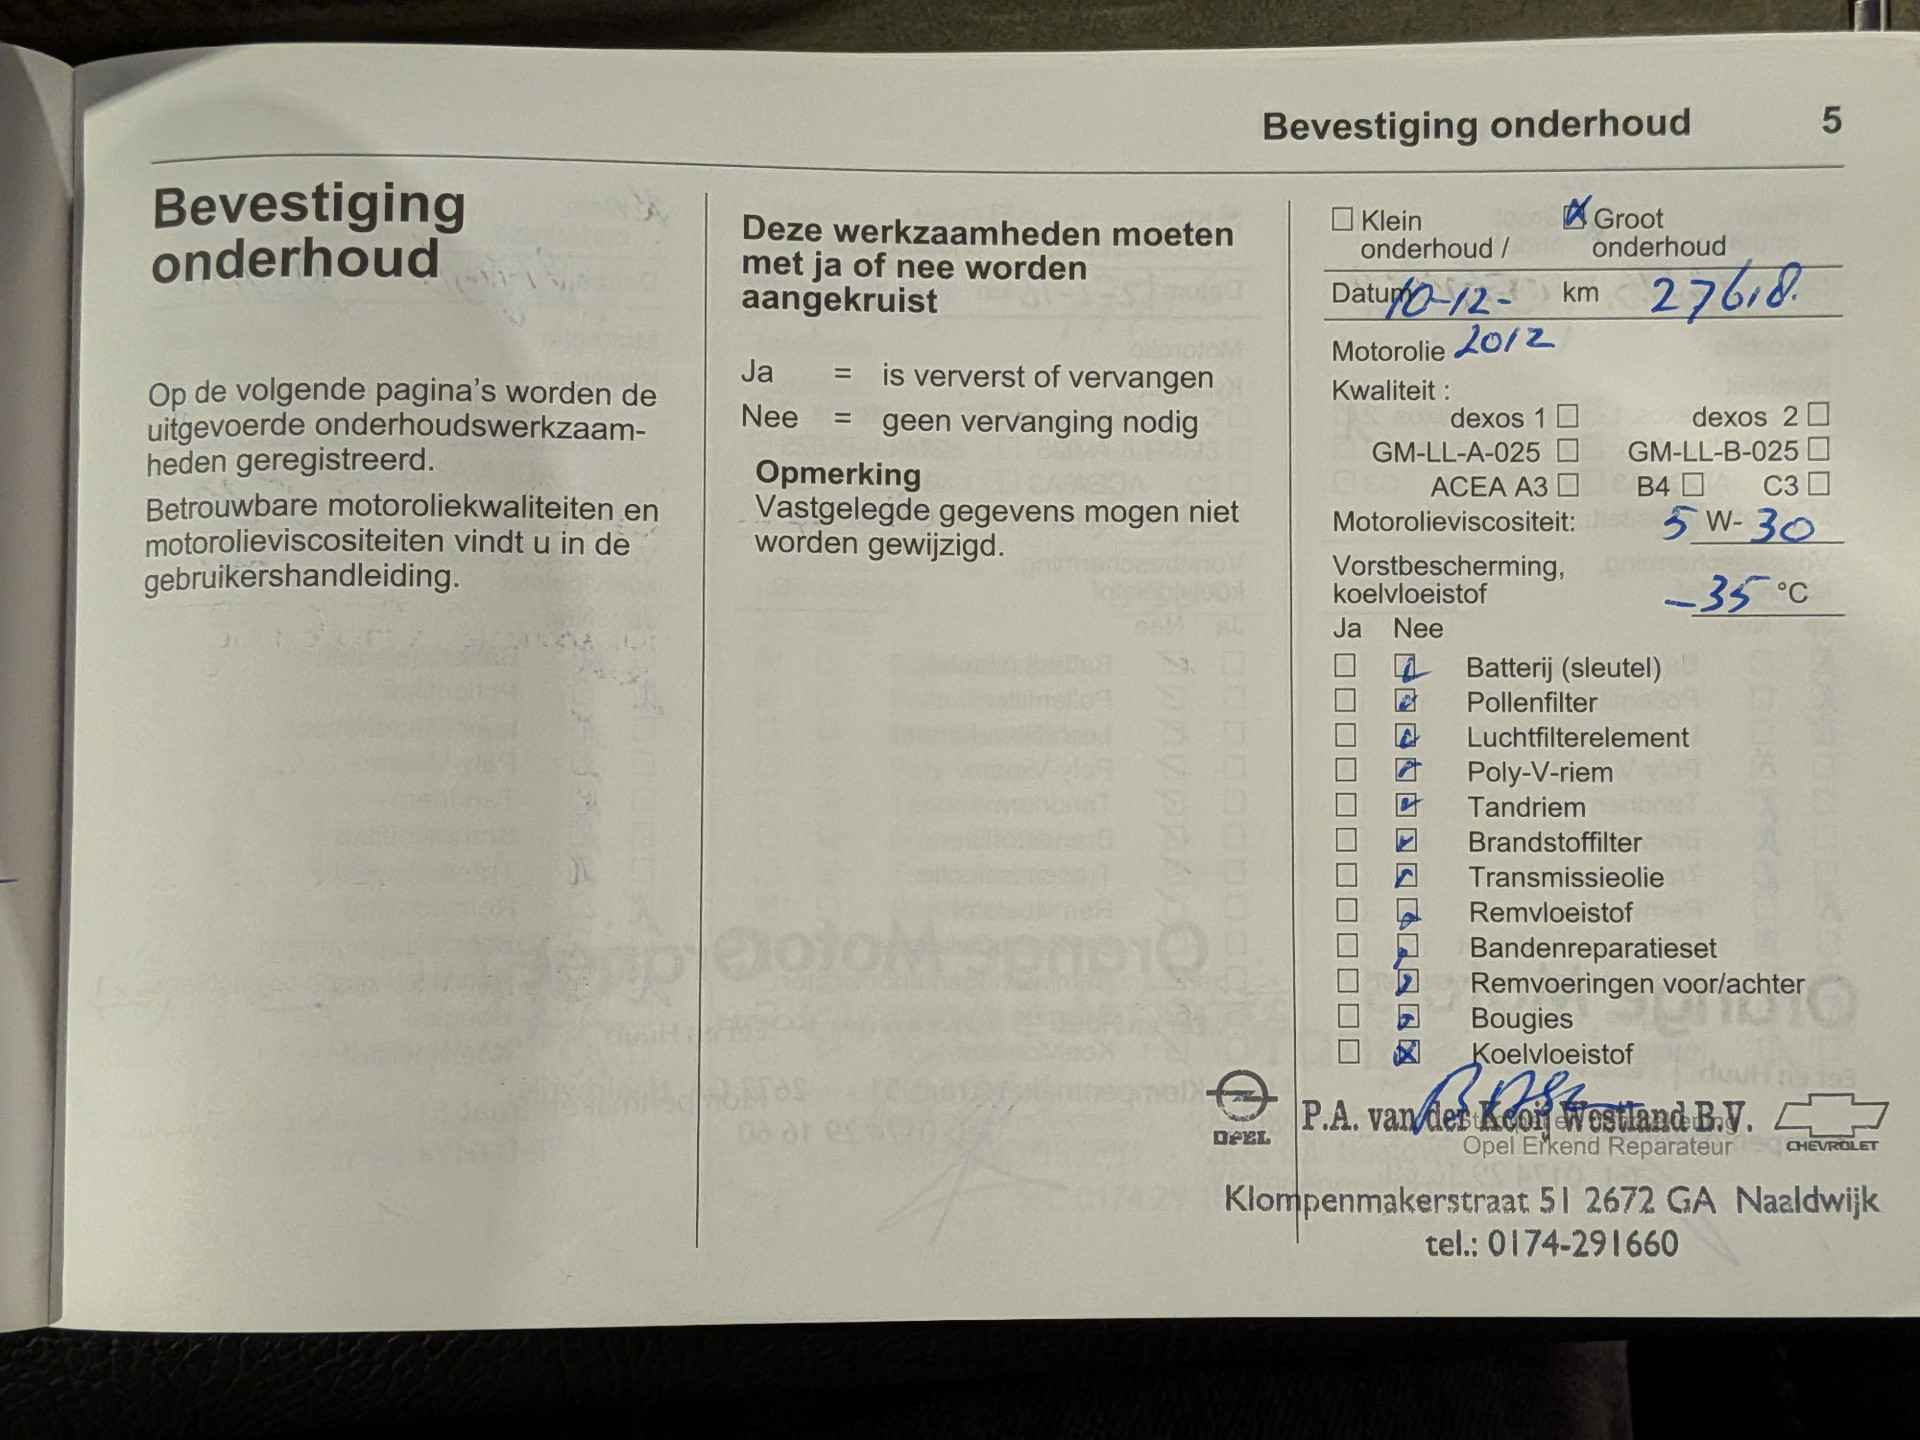 Bevestiging onderhoud 5
Bevestiging
onderhoud
Op de volgende pagina's worden de
uitgevoerde onderhoudswerkzaam-
heden geregistreerd.
Betrouwbare motoroliekwaliteiten en
motorolieviscositeiten vindt u in de
gebruikershandleiding.
Deze werkzaamheden moeten
met ja of nee worden
aangekruist
Ja = is ververst of vervangen
Nee = geen vervanging nodig
Opmerking
Vastgelegde gegevens mogen niet
worden gewijzigd.
Klein Groot
onderhoud / onderhoud
Datum 10-12- km 27618.
2012
Motorolie
Kwaliteit :
dexos 1 dexos 2
GM-LL-A-025 GM-LL-B-025
ACEA A3 B4 C3
Motorolieviscositeit: 5 W- 30
Vorstbescherming,
koelvloeistof -35 °C
Ja Nee
Batterij (sleutel)
Pollenfilter
Luchtfilterelement
Poly-V-riem
Tandriem
Brandstoffilter
Transmissieolie
Remvloeistof
Bandenreparatieset
Remvoeringen voor/achter
Bougies
Koelvloeistof
OPEL P.A. van der Kooij Westland B.V. CHEVROLET
Opel Erkend Reparateur
Klompenmakerstraat 51 2672 GA Naaldwijk
tel.: 0174-291660